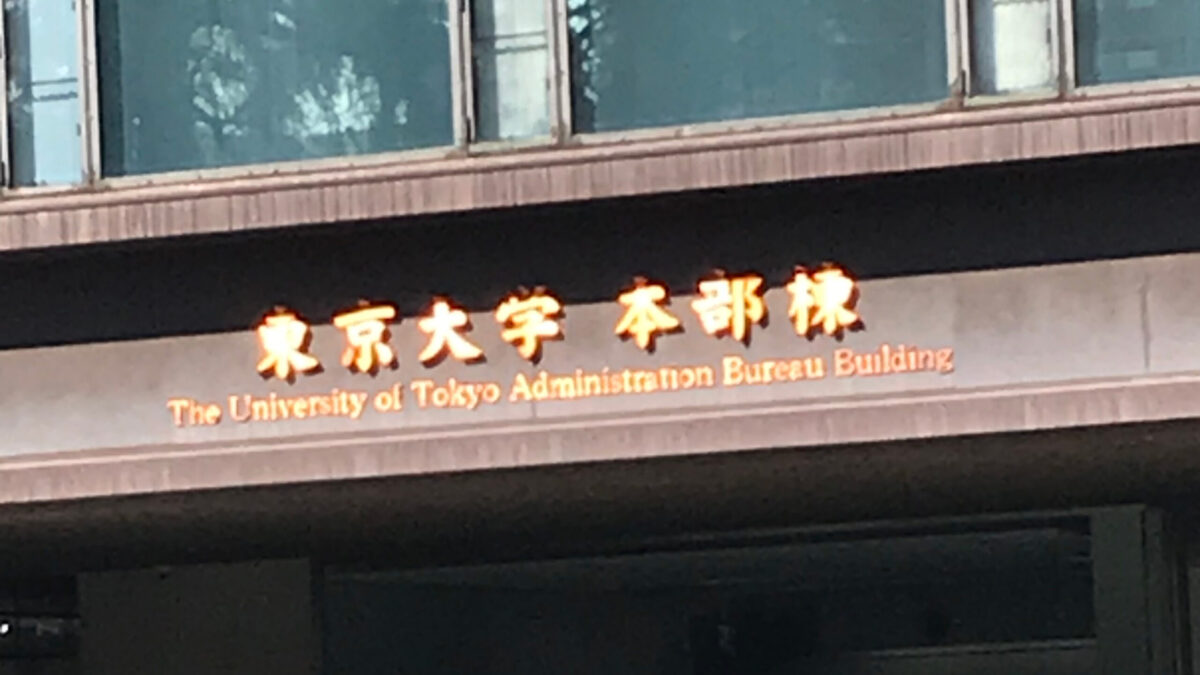 東京大学 本部棟
The University of Tokyo Administration Bureau Building